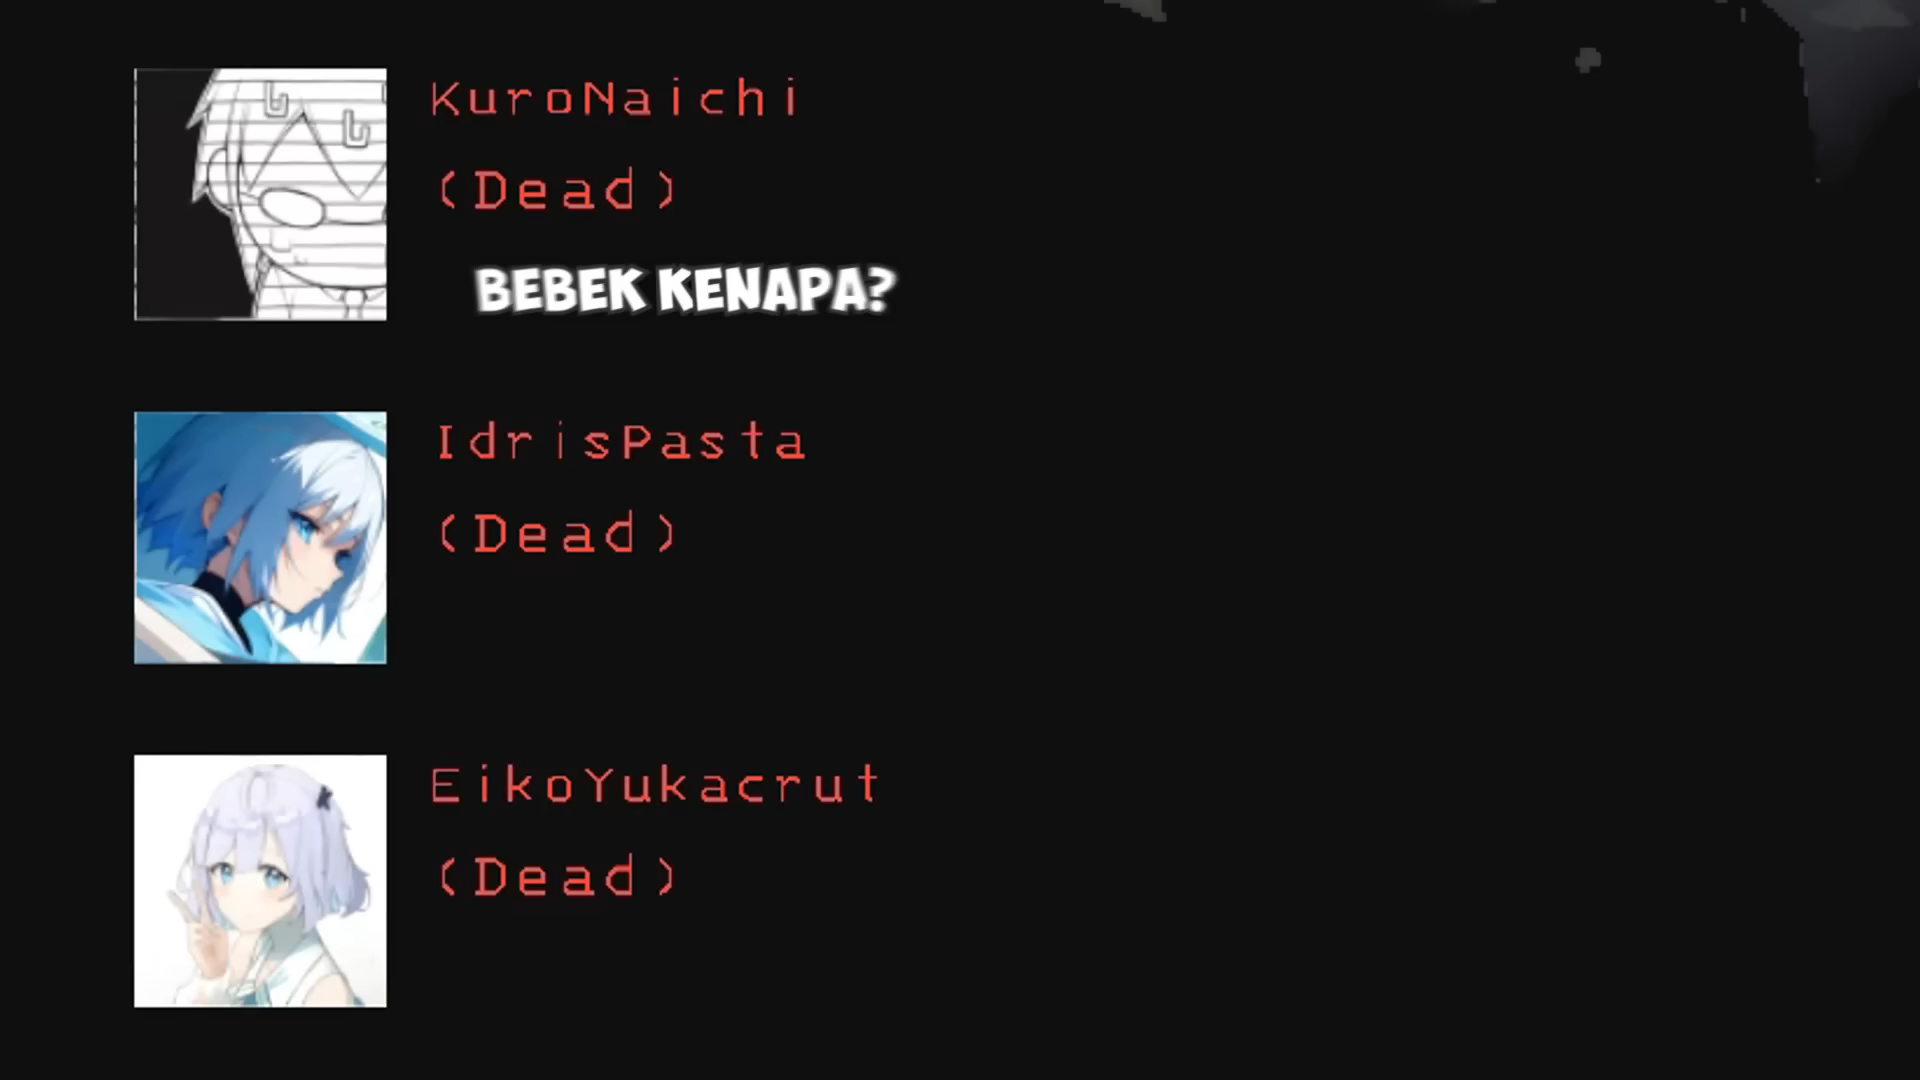 KuroNaichi
(Dead)
BEBEK KENAPA?
IdrisPasta
(Dead)
EikoYukacrut
(Dead)